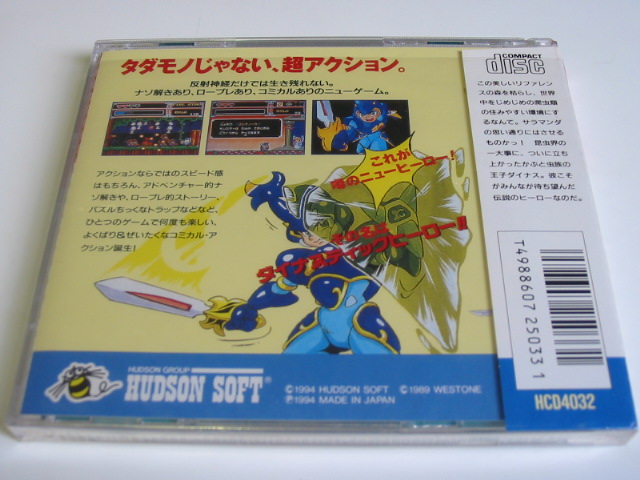 タダモノじゃない、超アクション。
反射神経だけでは生き残れない。
ナゾ解きあり、ロープレあり、コミカルありのニューゲーム。
アクションならではのスピード感
はもちろん、アドベンチャー的ナ
ゾ解きや、ロープレ的ストーリー、
パズルちっくなトラップなどなど、
ひとつのゲームで何度も楽しい、
よくばり&ぜいたくなコミカル・ア
クション誕生!
これが
噂のニューヒーロー!
その名は
ダイナスティックヒーロー!!
HUDSON GROUP
HUDSON SOFT®
©1994 HUDSON SOFT ©1989 WESTONE
℗1994 MADE IN JAPAN
COMPACT
disc
この美しいリファレン
スの森を枯らし、世界
中をじめじめの爬虫類
の住みやすい環境にす
るなんて。サラマンダ
の思い通りにはさせる
ものかっ! 昆虫界の
一大事に、ついに立ち
上がったかぶと虫族の
王子ダイナス。彼こそ
がみんなが待ち望んだ
伝説のヒーローなのだ。
T4988607 25033 1
HCD4032